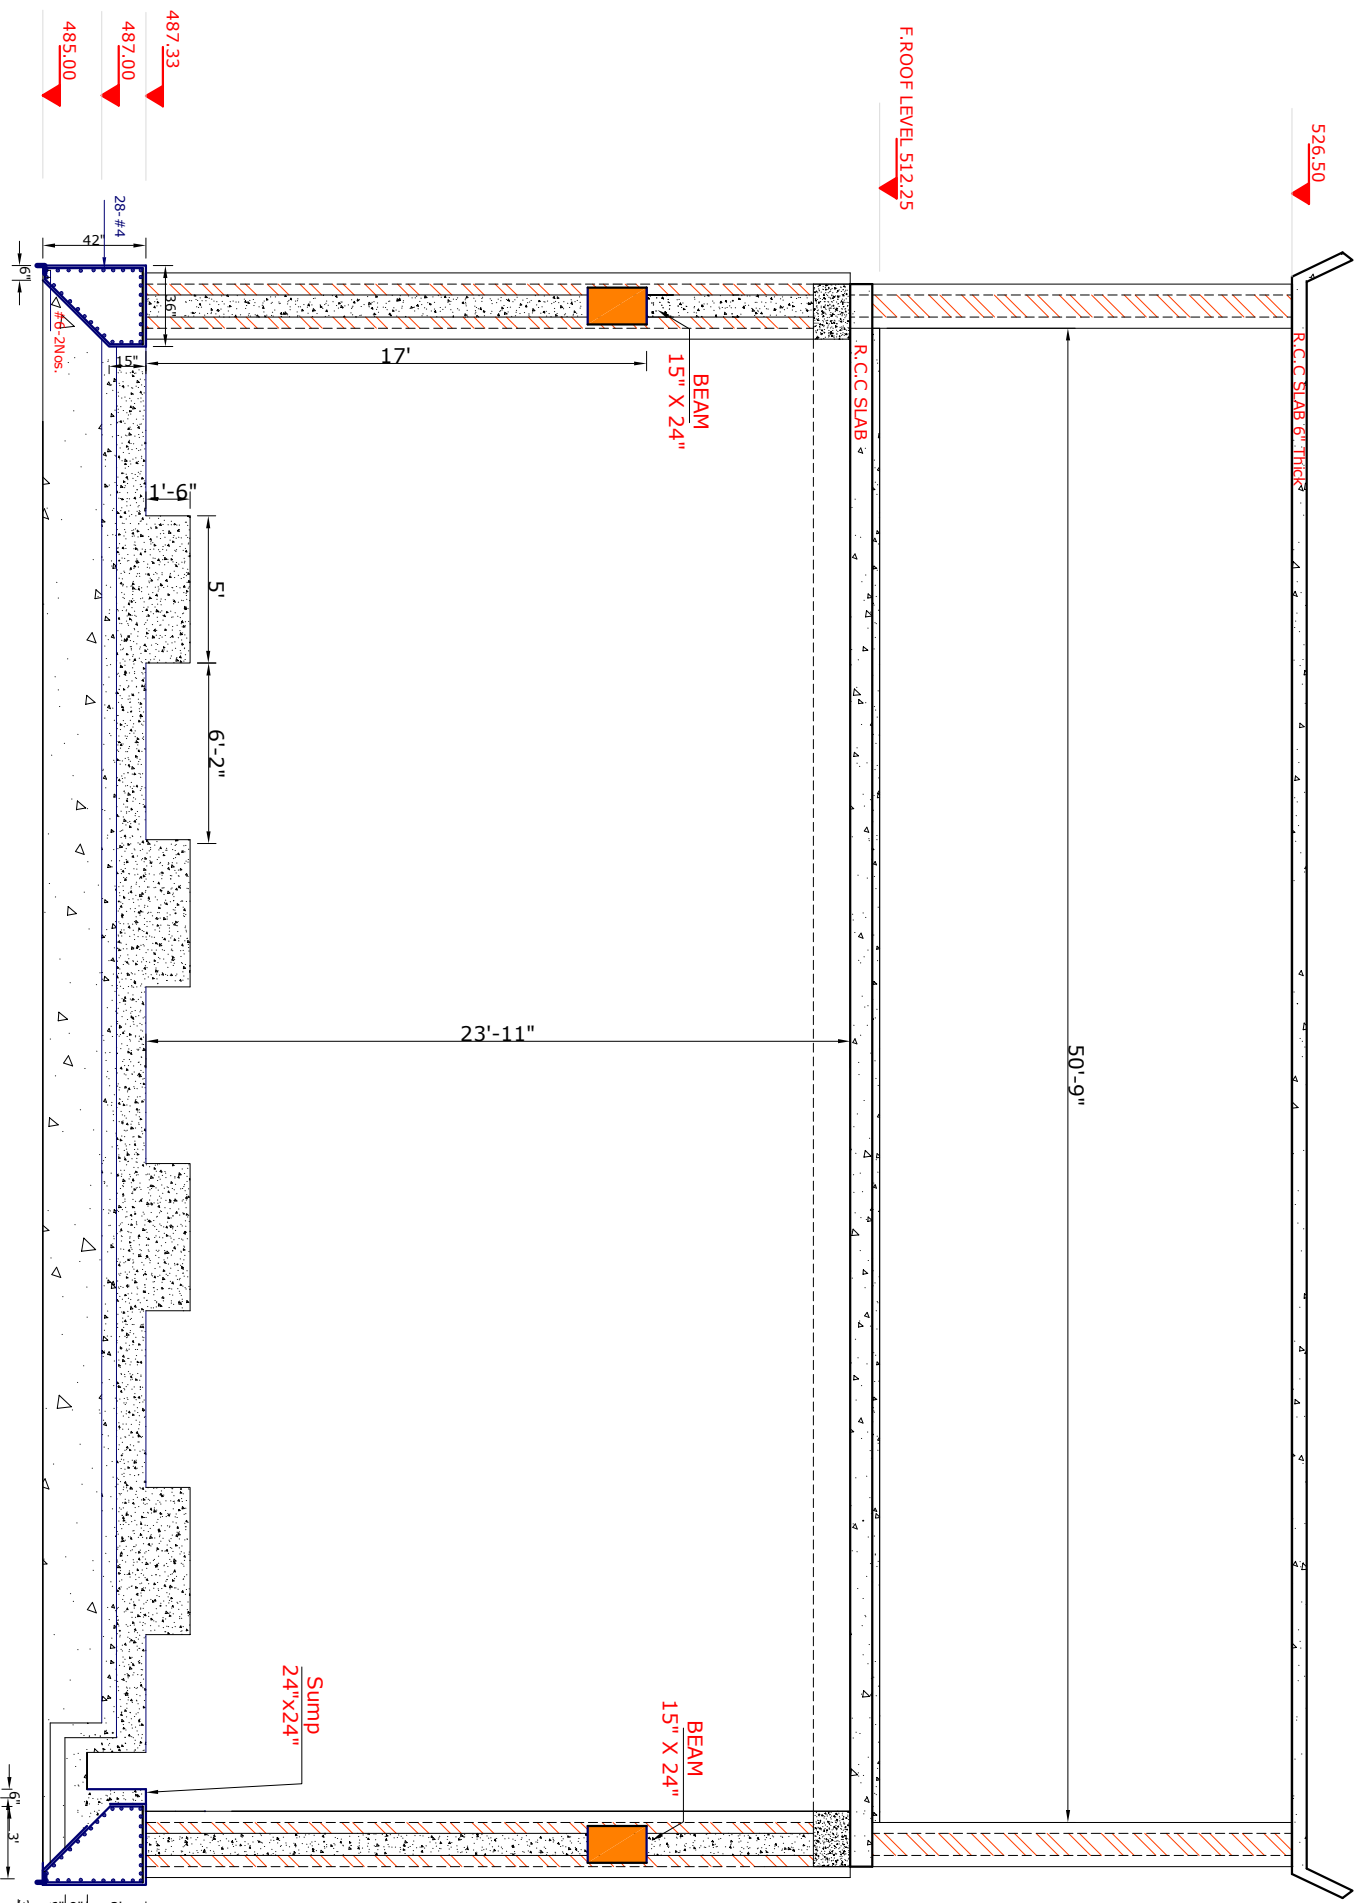 526.50
R.C.C SLAB 6" Thick
F.ROOF LEVEL 512.25
R.C.C SLAB
50'-9"
BEAM
15" X 24"
BEAM
15" X 24"
23'-11"
17'
Sump
24"x24"
1'-6"
5'
6'-2"
487.33
487.00
485.00
28-#4
42"
36"
15"
6"
#6-2Nos.
6"
3'